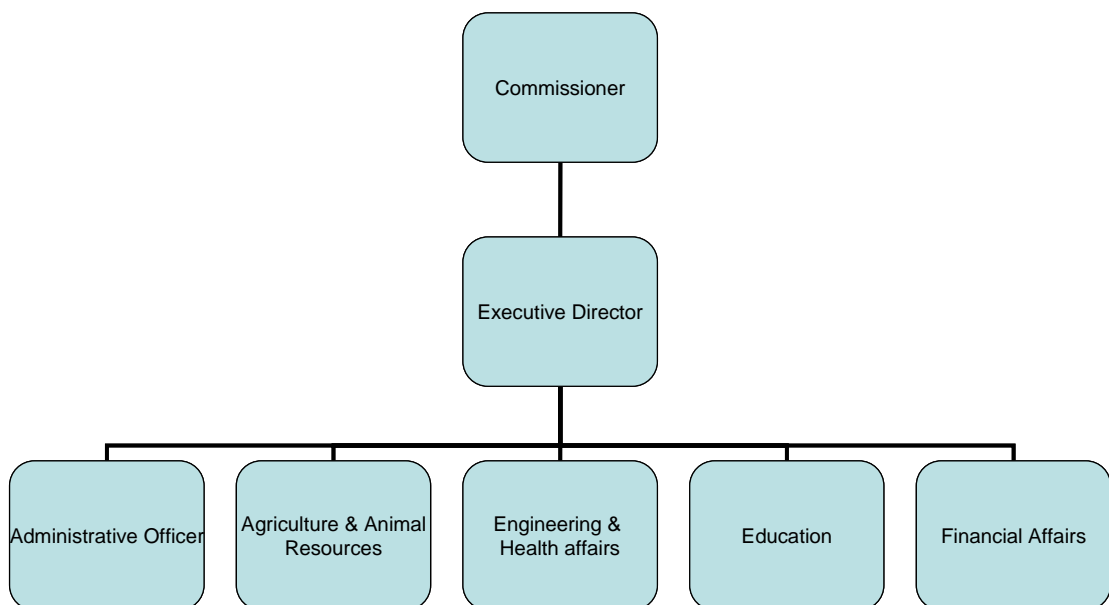 Commissioner
Executive Director
Administrative Officer
Agriculture & Animal
Resources
Engineering &
Health affairs
Education
Financial Affairs